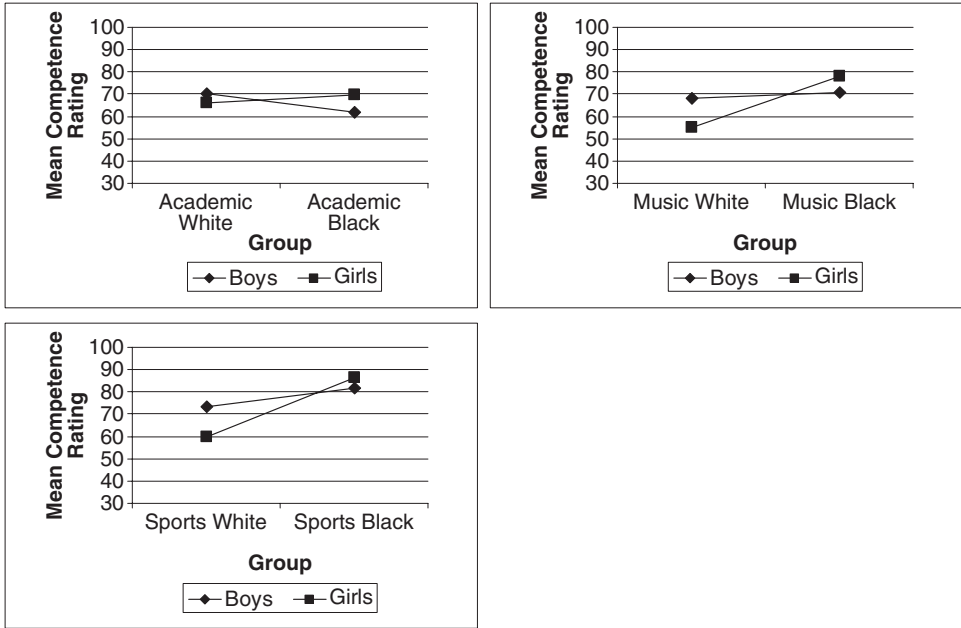 Mean Competence
Rating
100
90
80
70
60
50
40
30
Academic
White
Academic
Black
Group
Boys
Girls
Mean Competence
Rating
100
90
80
70
60
50
40
30
Music White
Music Black
Group
Boys
Girls
Mean Competence
Rating
100
90
80
70
60
50
40
30
Sports White
Sports Black
Group
Boys
Girls